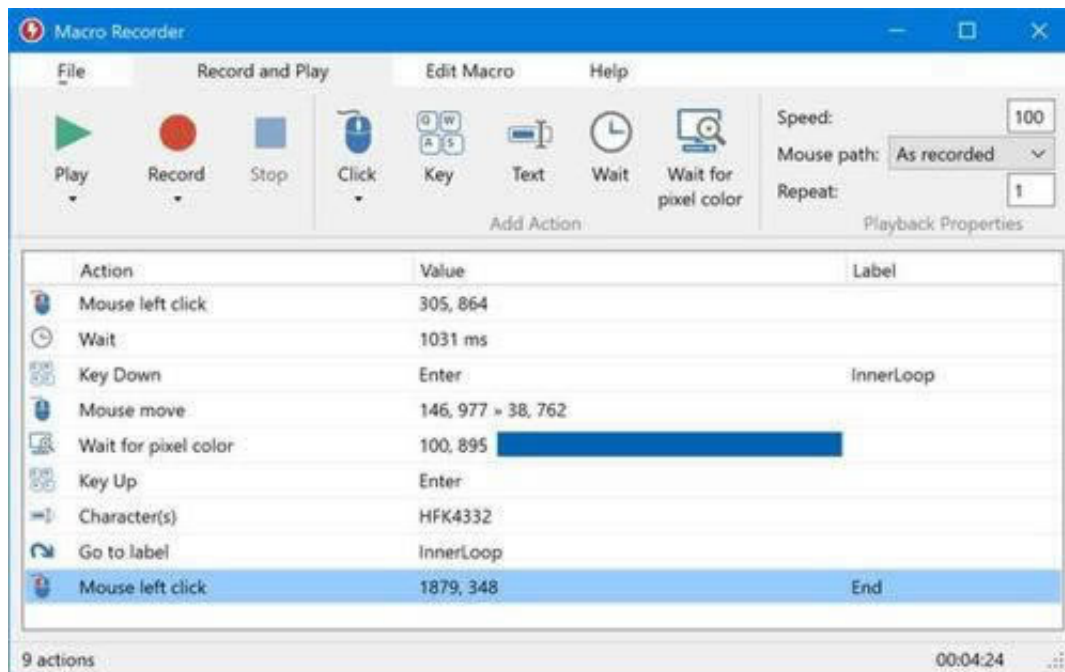 Macro Recorder
File Record and Play Edit Macro Help
Play Record Stop Click Key Text Wait Wait for pixel color
Add Action
Speed: 100
Mouse path: As recorded
Repeat: 1
Playback Properties
Action Value Label
Mouse left click 305, 864
Wait 1031 ms
Key Down Enter InnerLoop
Mouse move 146, 977 » 38, 762
Wait for pixel color 100, 895
Key Up Enter
Character(s) HFK4332
Go to label InnerLoop
Mouse left click 1879, 348 End
9 actions 00:04:24